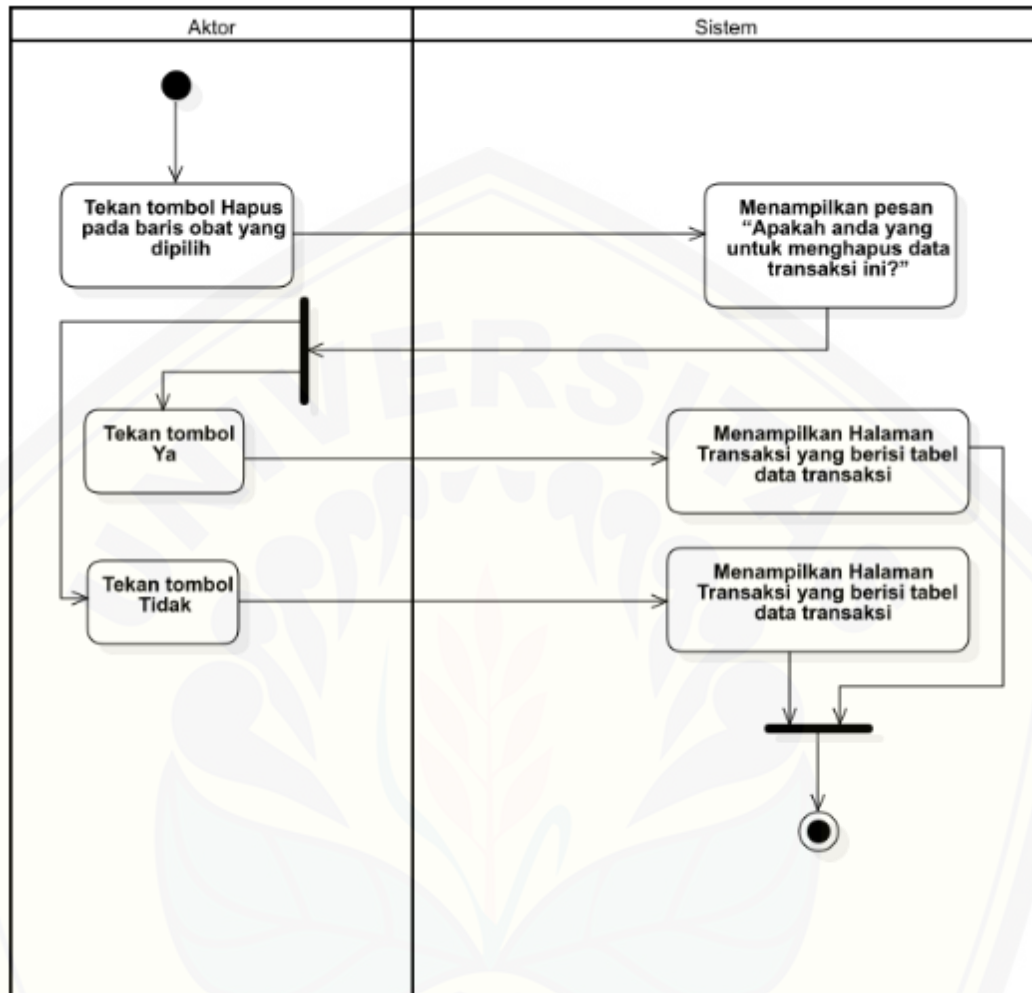 Aktor
Sistem
Tekan tombol Hapus
pada baris obat yang
dipilih
Menampilkan pesan
“Apakah anda yang
untuk menghapus data
transaksi ini?”
Tekan tombol
Ya
Menampilkan Halaman
Transaksi yang berisi tabel
data transaksi
Tekan tombol
Tidak
Menampilkan Halaman
Transaksi yang berisi tabel
data transaksi
UNIVERSITA